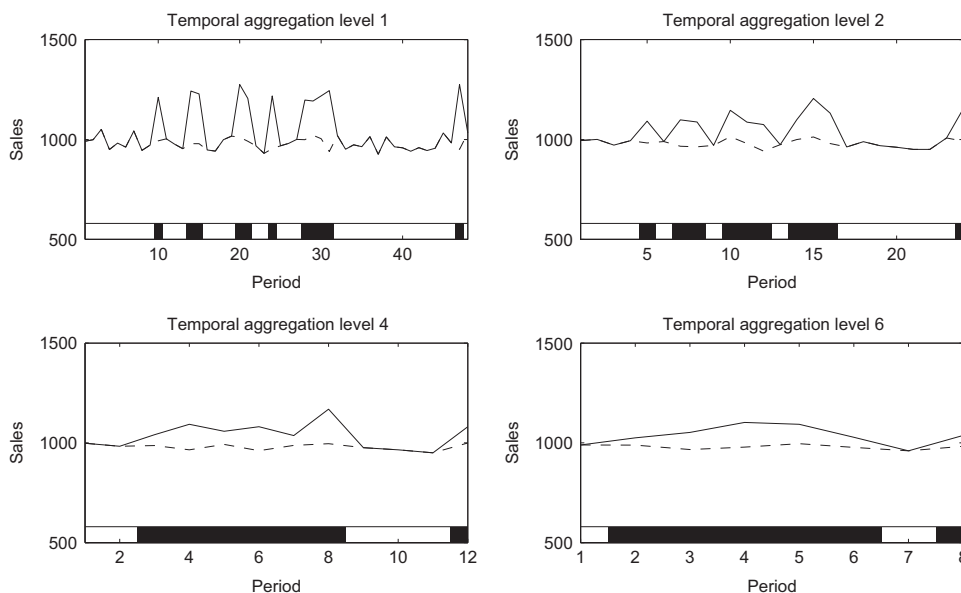 Temporal aggregation level 1
1500
1000
500
Sales
10 20 30 40
Period
Temporal aggregation level 2
1500
1000
500
Sales
5 10 15 20
Period
Temporal aggregation level 4
1500
1000
500
Sales
2 4 6 8 10 12
Period
Temporal aggregation level 6
1500
1000
500
Sales
1 2 3 4 5 6 7 8
Period